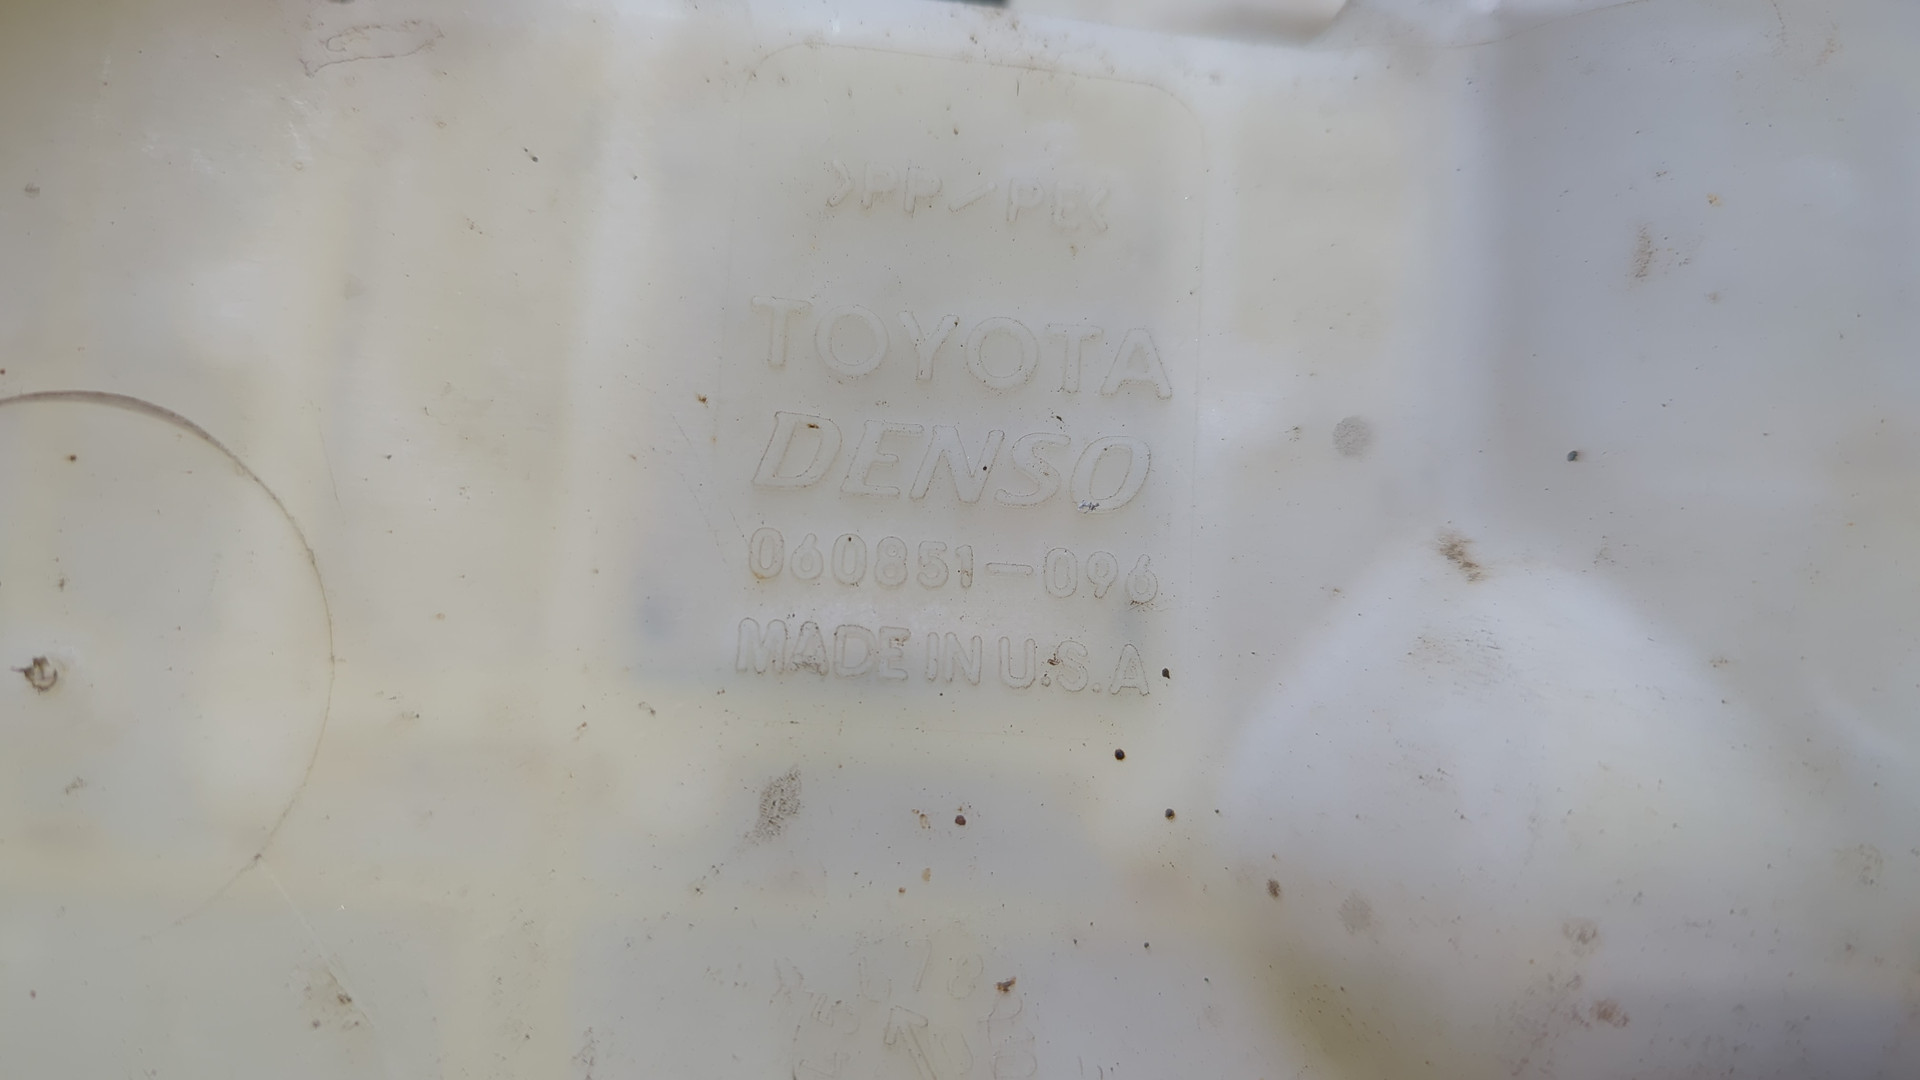 >PP/PE<
TOYOTA
DENSO
060851-096
MADE IN U.S.A